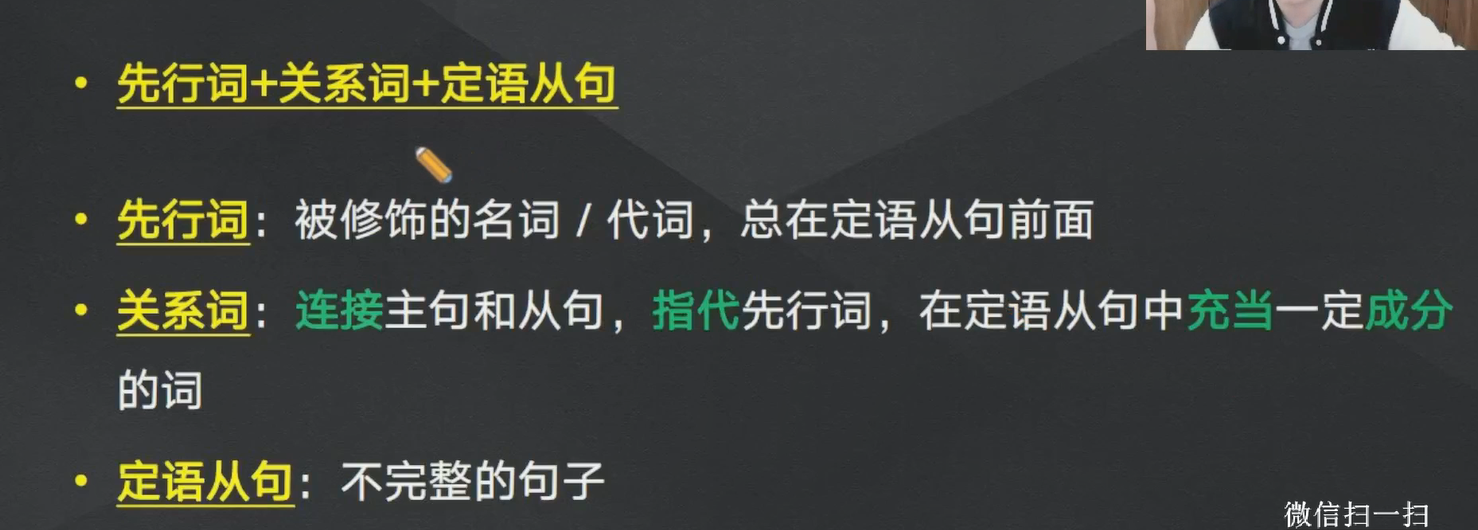 • 先行词+关系词+定语从句
• 先行词：被修饰的名词 / 代词，总在定语从句前面
• 关系词：连接主句和从句，指代先行词，在定语从句中充当一定成分
的词
• 定语从句：不完整的句子
微信扫一扫